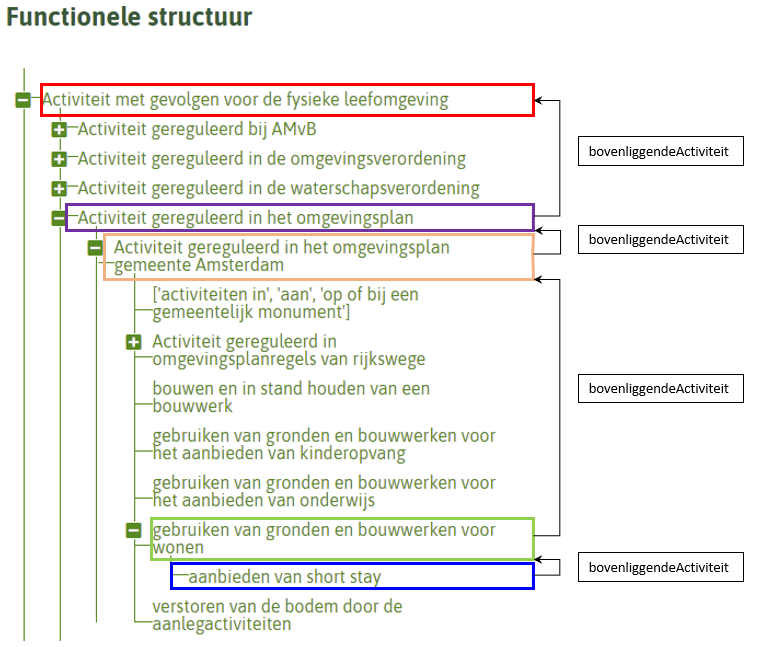 Functionele structuur
Activiteit met gevolgen voor de fysieke leefomgeving
Activiteit gereguleerd bij AMvB
bovenliggendeActiviteit
Activiteit gereguleerd in de omgevingsverordening
Activiteit gereguleerd in de waterschapsverordening
Activiteit gereguleerd in het omgevingsplan
bovenliggendeActiviteit
Activiteit gereguleerd in het omgevingsplan
gemeente Amsterdam
['activiteiten in', 'aan', 'op of bij een
gemeentelijk monument']
Activiteit gereguleerd in
omgevingsplanregels van rijkswege
bouwen en in stand houden van een
bouwwerk
bovenliggendeActiviteit
gebruiken van gronden en bouwwerken voor
het aanbieden van kinderopvang
gebruiken van gronden en bouwwerken voor
het aanbieden van onderwijs
gebruiken van gronden en bouwwerken voor
wonen
bovenliggendeActiviteit
aanbieden van short stay
verstoren van de bodem door de
aanlegactiviteiten